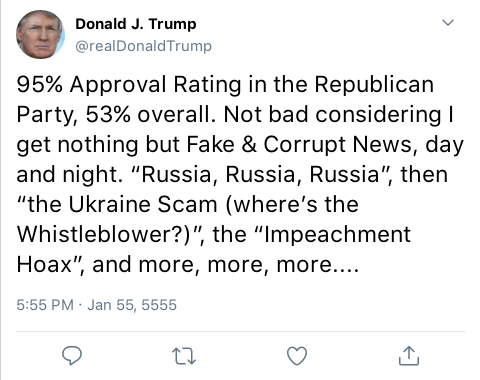 Donald J. Trump
@realDonaldTrump
95% Approval Rating in the Republican
Party, 53% overall. Not bad considering I
get nothing but Fake & Corrupt News, day
and night. “Russia, Russia, Russia”, then
“the Ukraine Scam (where’s the
Whistleblower?)”, the “Impeachment
Hoax”, and more, more, more....
5:55 PM · Jan 55, 5555